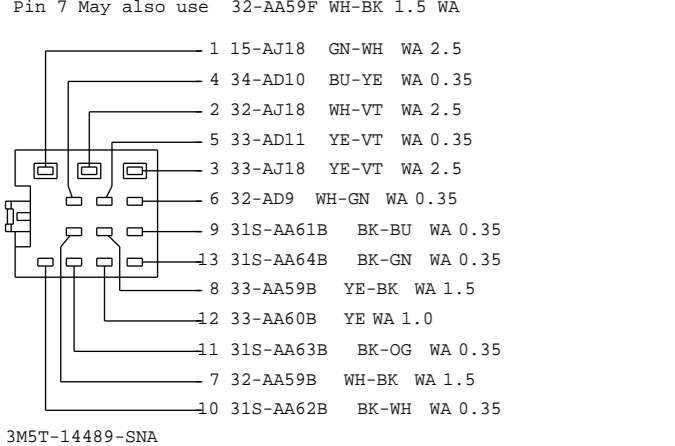 Pin 7 May also use 32-AA59F WH-BK 1.5 WA
1 15-AJ18 GN-WH WA 2.5
4 34-AD10 BU-YE WA 0.35
2 32-AJ18 WH-VT WA 2.5
5 33-AD11 YE-VT WA 0.35
3 33-AJ18 YE-VT WA 2.5
6 32-AD9 WH-GN WA 0.35
9 31S-AA61B BK-BU WA 0.35
13 31S-AA64B BK-GN WA 0.35
8 33-AA59B YE-BK WA 1.5
12 33-AA60B YE WA 1.0
11 31S-AA63B BK-OG WA 0.35
7 32-AA59B WH-BK WA 1.5
10 31S-AA62B BK-WH WA 0.35
3M5T-14489-SNA